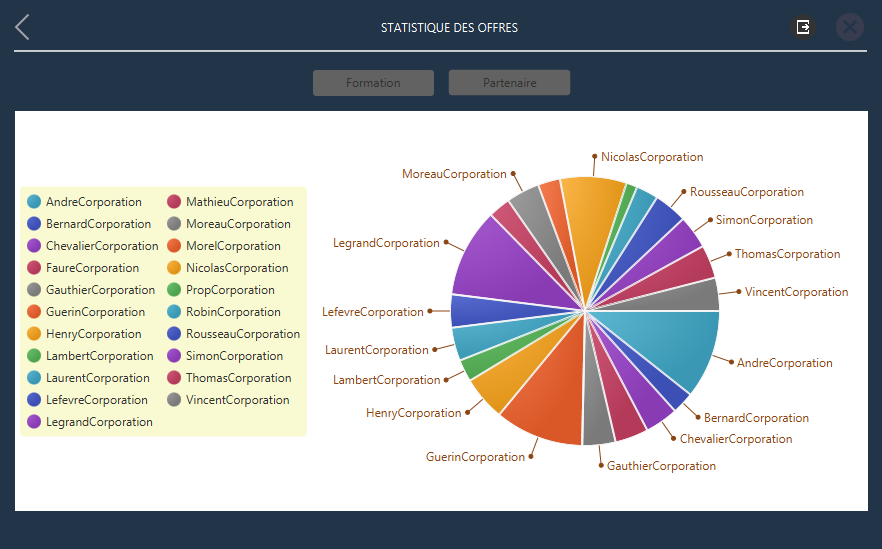 STATISTIQUE DES OFFRES
Formation
Partenaire
AndreCorporation
BernardCorporation
ChevalierCorporation
FaureCorporation
GauthierCorporation
GuerinCorporation
HenryCorporation
LambertCorporation
LaurentCorporation
LefevreCorporation
LegrandCorporation
MathieuCorporation
MoreauCorporation
MorelCorporation
NicolasCorporation
PropCorporation
RobinCorporation
RousseauCorporation
SimonCorporation
ThomasCorporation
VincentCorporation
NicolasCorporation
MoreauCorporation
RousseauCorporation
SimonCorporation
LegrandCorporation
ThomasCorporation
VincentCorporation
LefevreCorporation
LaurentCorporation
AndreCorporation
LambertCorporation
HenryCorporation
BernardCorporation
ChevalierCorporation
GuerinCorporation
GauthierCorporation